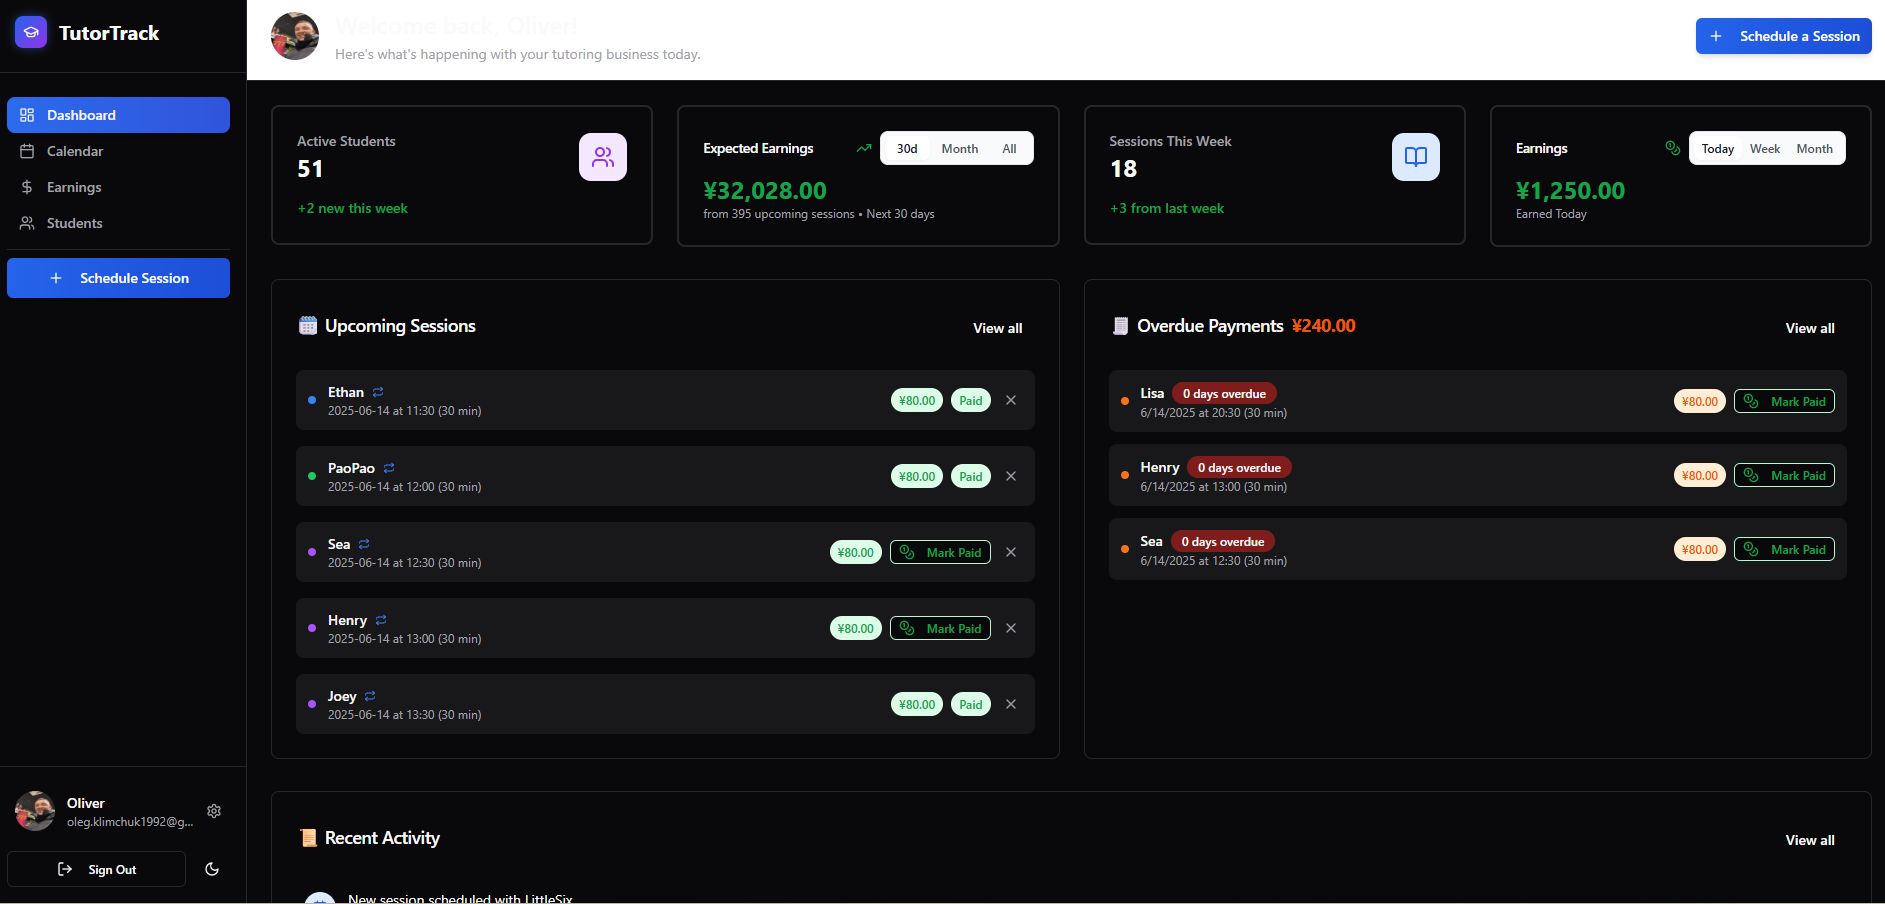 TutorTrack
Dashboard
Calendar
Earnings
Students
Schedule Session
Oliver
oleg.klimchuk1992@g...
Sign Out
Welcome back, Oliver!
Here's what's happening with your tutoring business today.
Schedule a Session
Active Students
51
+2 new this week
Expected Earnings
30d Month All
¥32,028.00
from 395 upcoming sessions • Next 30 days
Sessions This Week
18
+3 from last week
Earnings
Today Week Month
¥1,250.00
Earned Today
Upcoming Sessions
View all
Ethan
2025-06-14 at 11:30 (30 min)
¥80.00 Paid
PaoPao
2025-06-14 at 12:00 (30 min)
¥80.00 Paid
Sea
2025-06-14 at 12:30 (30 min)
¥80.00 Mark Paid
Henry
2025-06-14 at 13:00 (30 min)
¥80.00 Mark Paid
Joey
2025-06-14 at 13:30 (30 min)
¥80.00 Paid
Overdue Payments ¥240.00
View all
Lisa 0 days overdue
6/14/2025 at 20:30 (30 min)
¥80.00 Mark Paid
Henry 0 days overdue
6/14/2025 at 13:00 (30 min)
¥80.00 Mark Paid
Sea 0 days overdue
6/14/2025 at 12:30 (30 min)
¥80.00 Mark Paid
Recent Activity
View all
New session scheduled with LittleSix